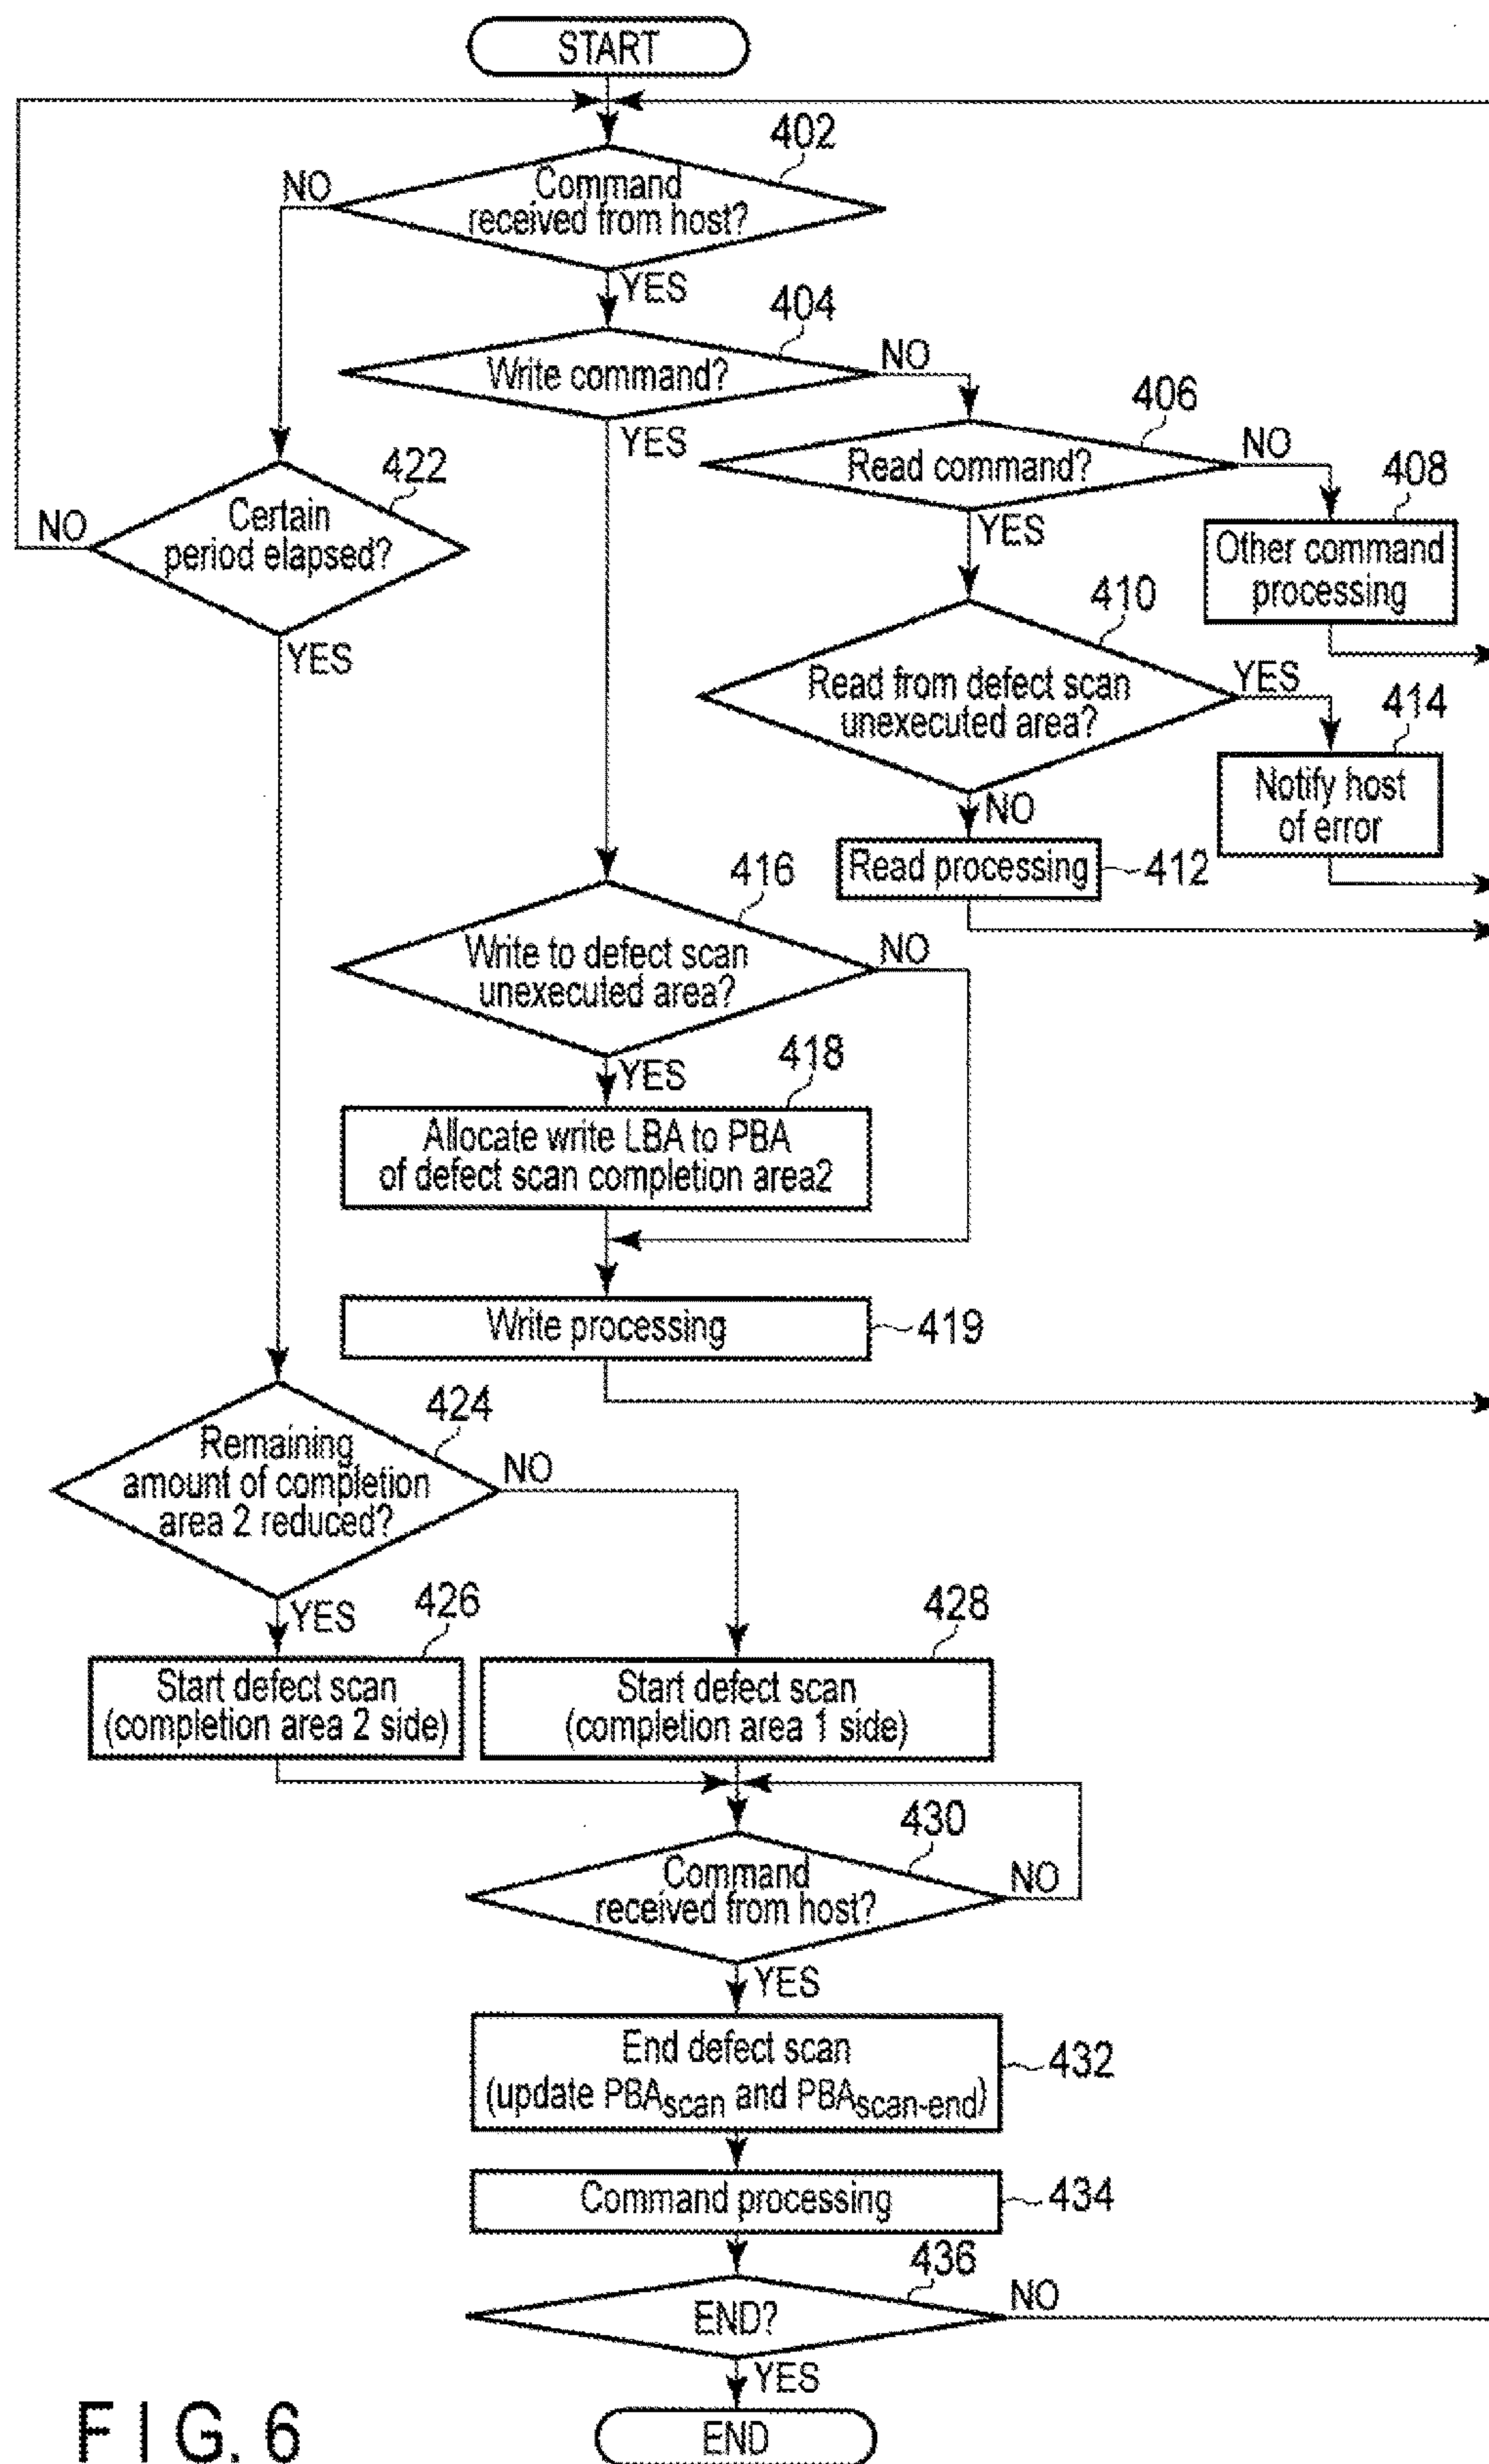 START
402
Command
received from host?
NO
YES
404
Write command?
NO
YES
406
Read command?
NO
YES
408
Other command
processing
422
Certain
period elapsed?
NO
YES
410
Read from defect scan
unexecuted area?
YES
NO
414
Notify host
of error
Read processing
412
416
Write to defect scan
unexecuted area?
NO
YES
418
Allocate write LBA to PBA
of defect scan completion area2
Write processing
419
424
Remaining
amount of completion
area 2 reduced?
NO
YES
426
Start defect scan
(completion area 2 side)
428
Start defect scan
(completion area 1 side)
430
Command
received from host?
NO
YES
End defect scan
(update PBAscan and PBAscan-end)
432
Command processing
434
436
END?
NO
YES
END
FIG. 6